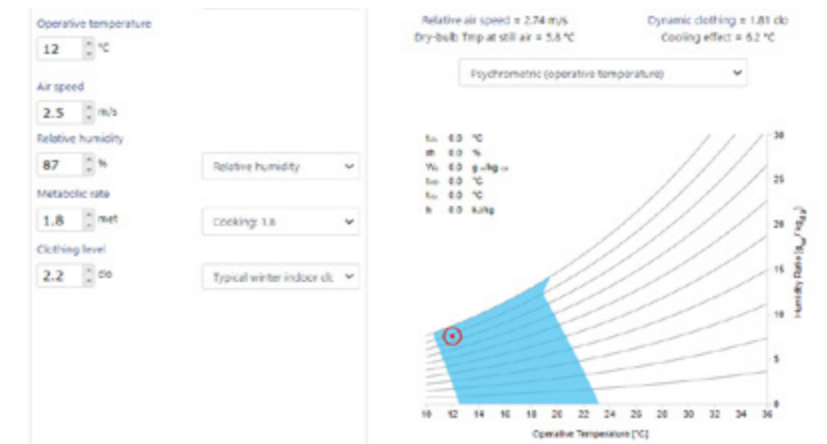 Operative temperature
12 °C
Air speed
2.5 m/s
Relative humidity
87 % Relative humidity
Metabolic rate
1.8 met Cooking: 1.8
Clothing level
2.2 clo Typical winter indoor clc
Relative air speed = 2.74 m/s
Dynamic clothing = 1.81 clo
Dry-bulb Tmp at still air = 5.8 °C
Cooling effect = 6.2 °C
Psychrometric (operative temperature)
0.0 °C
rh 0.0 %
0.0
0.0 °C
0.0 °C
h 0.0 kJ/kg
30
25
20
15
10
5
0
Humidity Ratio
10 12 14 16 18 20 22 24 26 28 30 32 34 36
Operative Temperature [°C]